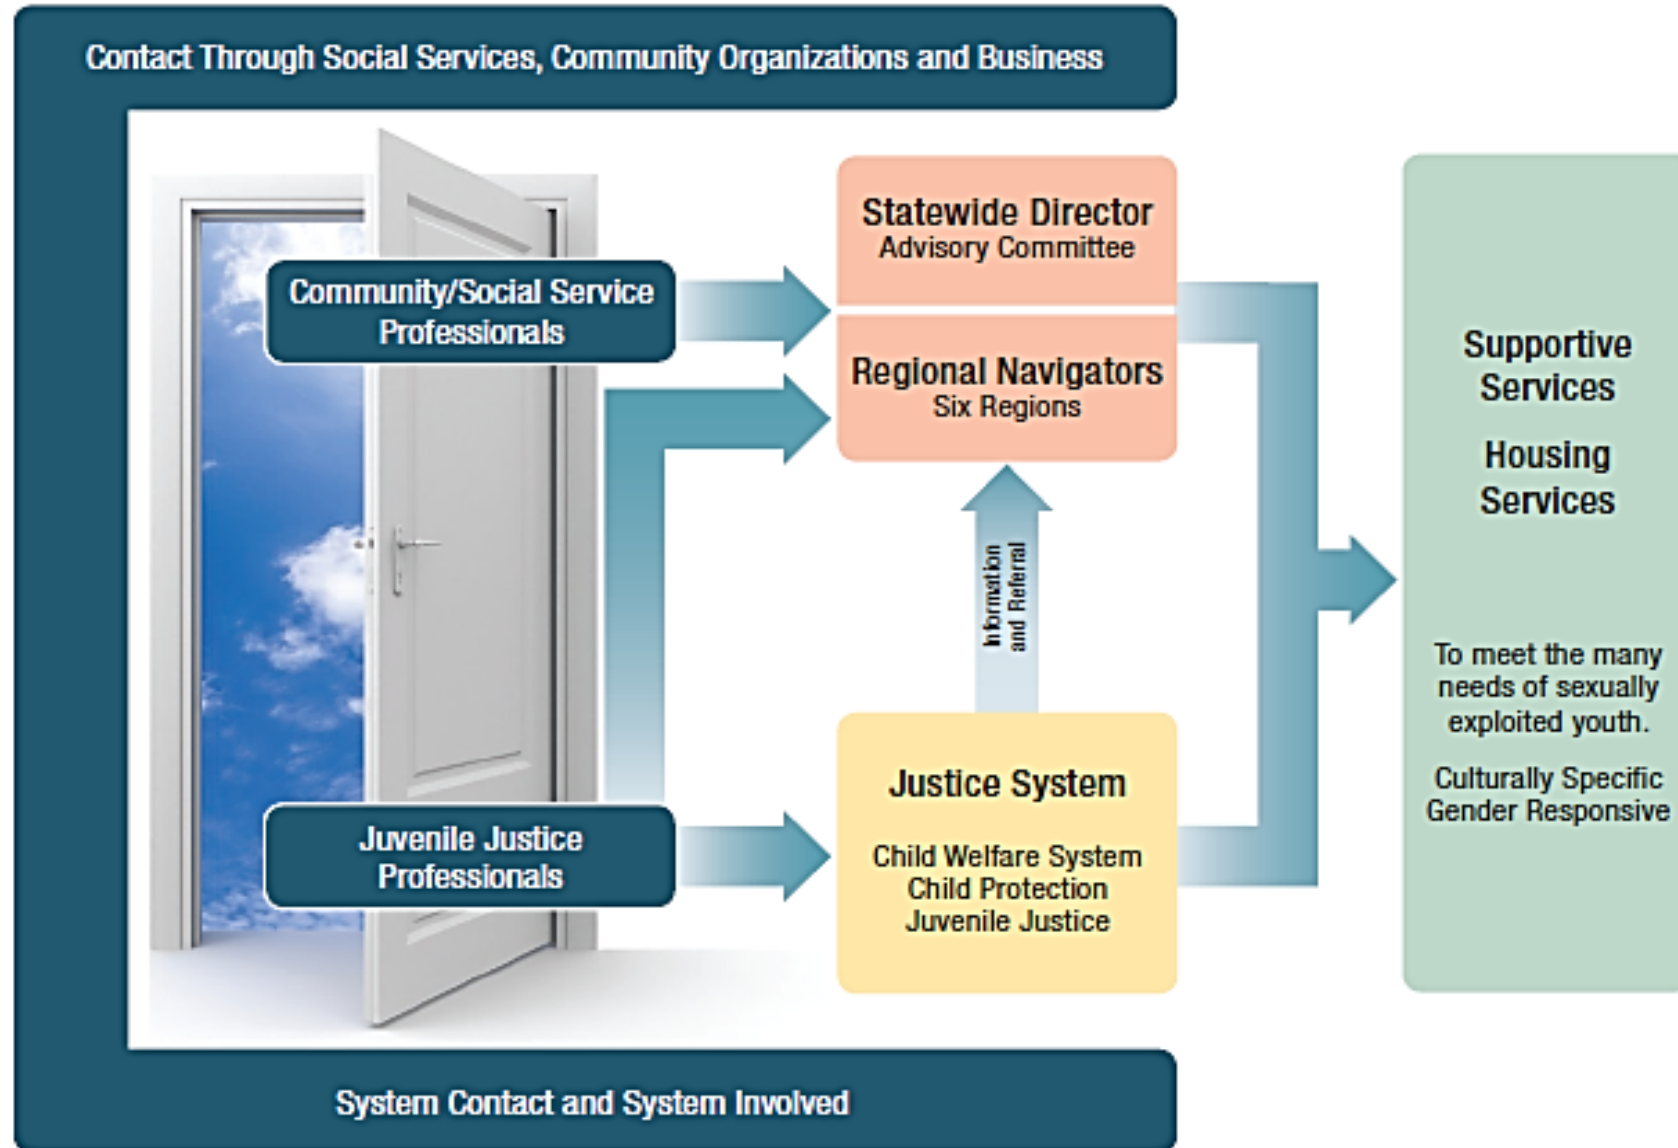 Contact Through Social Services, Community Organizations and Business
Community/Social Service
Professionals
Statewide Director
Advisory Committee
Regional Navigators
Six Regions
Information
and Referral
Juvenile Justice
Professionals
Justice System
Child Welfare System
Child Protection
Juvenile Justice
Supportive
Services
Housing
Services
To meet the many
needs of sexually
exploited youth.
Culturally Specific
Gender Responsive
System Contact and System Involved